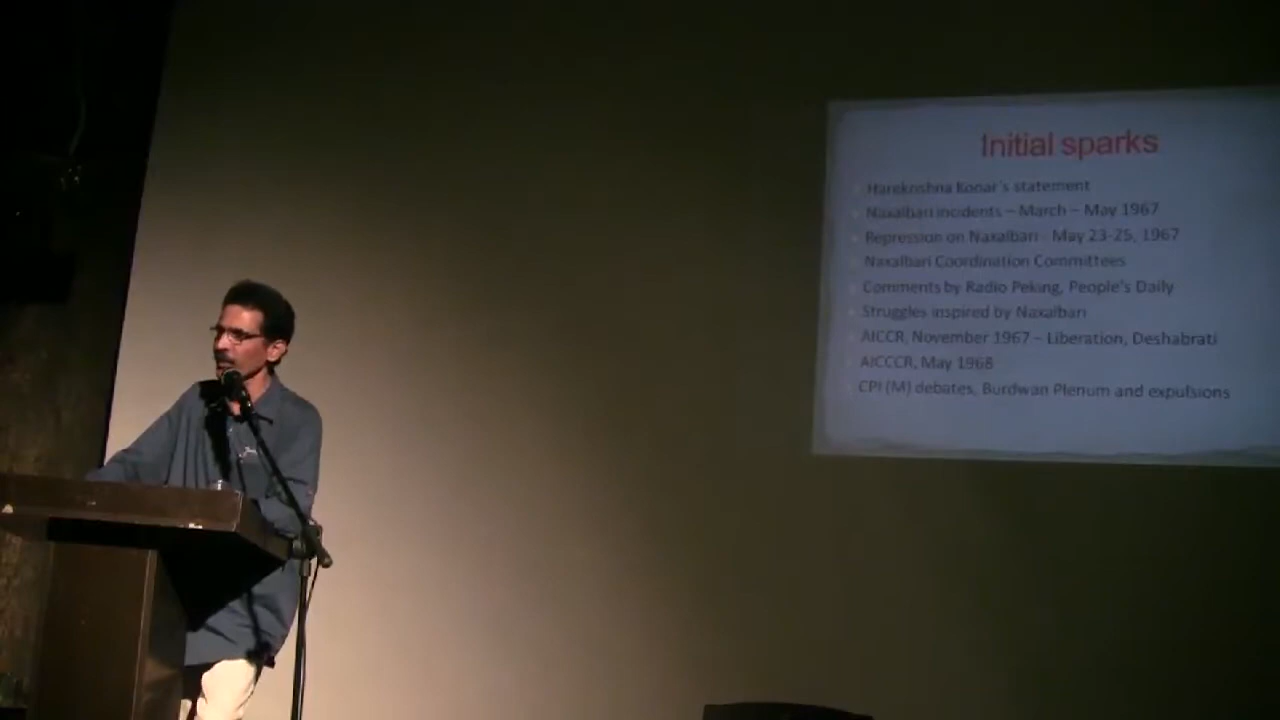 Initial sparks
Harekrishna Konar's statement
Naxalbari incidents – March – May 1967
Repression on Naxalbari - May 23-25, 1967
Naxalbari Coordination Committees
Comments by Radio Peking, People's Daily
Struggles inspired by Naxalbari
AICCR, November 1967 – Liberation, Deshabrati
AICCCR, May 1968
CPI (M) debates, Burdwan Plenum and expulsions